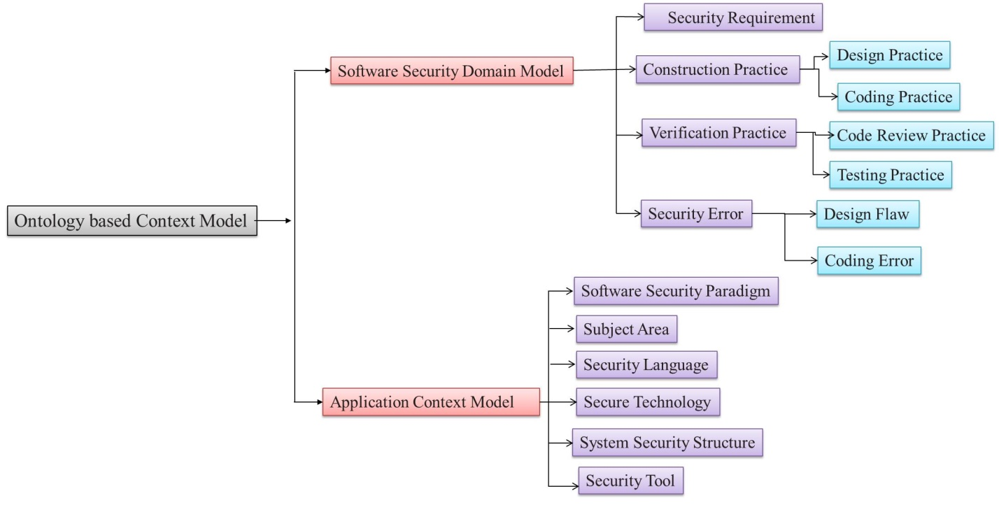 Ontology based Context Model
Software Security Domain Model
Security Requirement
Construction Practice
Design Practice
Coding Practice
Verification Practice
Code Review Practice
Testing Practice
Security Error
Design Flaw
Coding Error
Application Context Model
Software Security Paradigm
Subject Area
Security Language
Secure Technology
System Security Structure
Security Tool